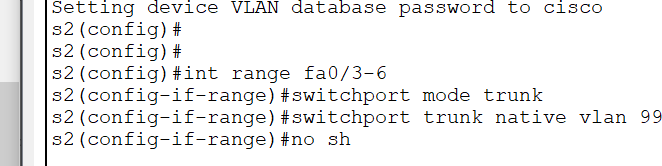 Setting device VLAN database password to cisco
s2(config)#
s2(config)#
s2(config)#int range fa0/3-6
s2(config-if-range)#switchport mode trunk
s2(config-if-range)#switchport trunk native vlan 99
s2(config-if-range)#no sh